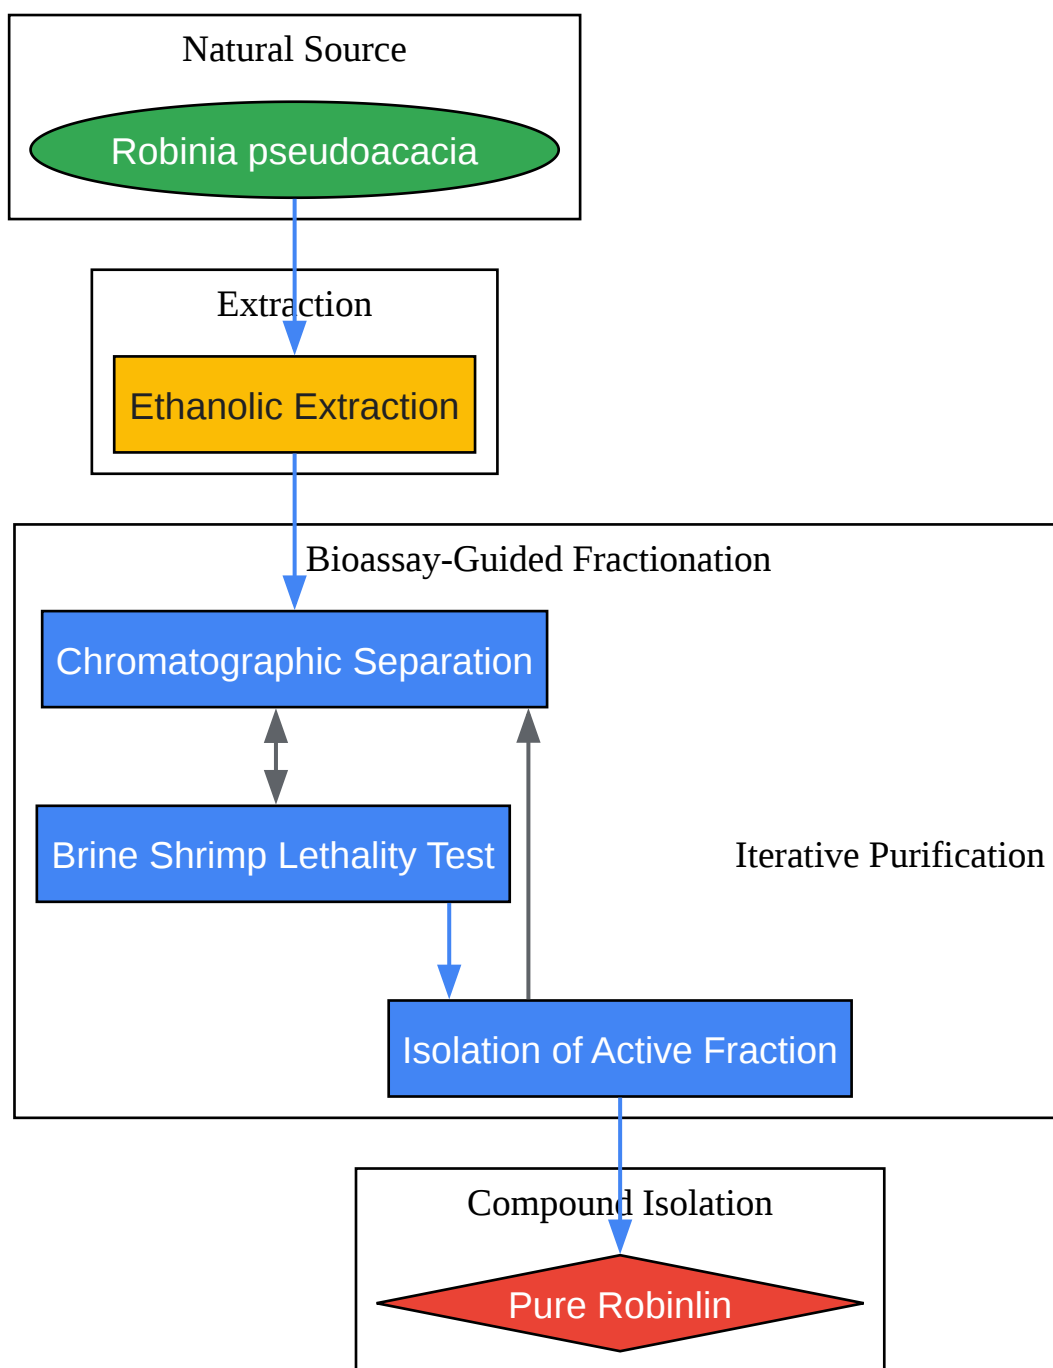 Natural Source
Robinia pseudoacacia
Extraction
Ethanolic Extraction
Bioassay-Guided Fractionation
Chromatographic Separation
Brine Shrimp Lethality Test
Iterative Purification
Isolation of Active Fraction
Compound Isolation
Pure Robinlin